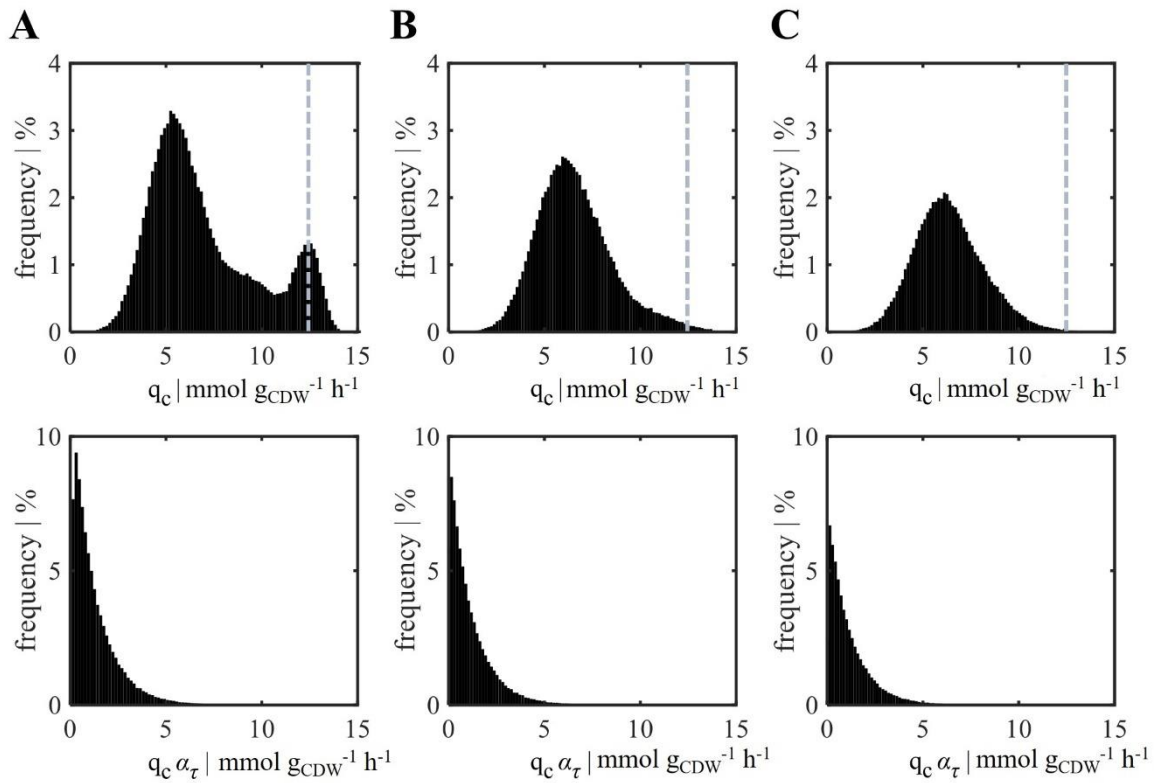 A B C
4 4 4
3 3 3
2 2 2
1 1 1
0 0 0
frequency | % frequency | % frequency | %
0 5 10 15 0 5 10 15 0 5 10 15
q_c | mmol g_CDW^-1 h^-1 q_c | mmol g_CDW^-1 h^-1 q_c | mmol g_CDW^-1 h^-1
10 10 10
5 5 5
0 0 0
frequency | % frequency | % frequency | %
0 5 10 15 0 5 10 15 0 5 10 15
q_c α_τ | mmol g_CDW^-1 h^-1 q_c α_τ | mmol g_CDW^-1 h^-1 q_c α_τ | mmol g_CDW^-1 h^-1